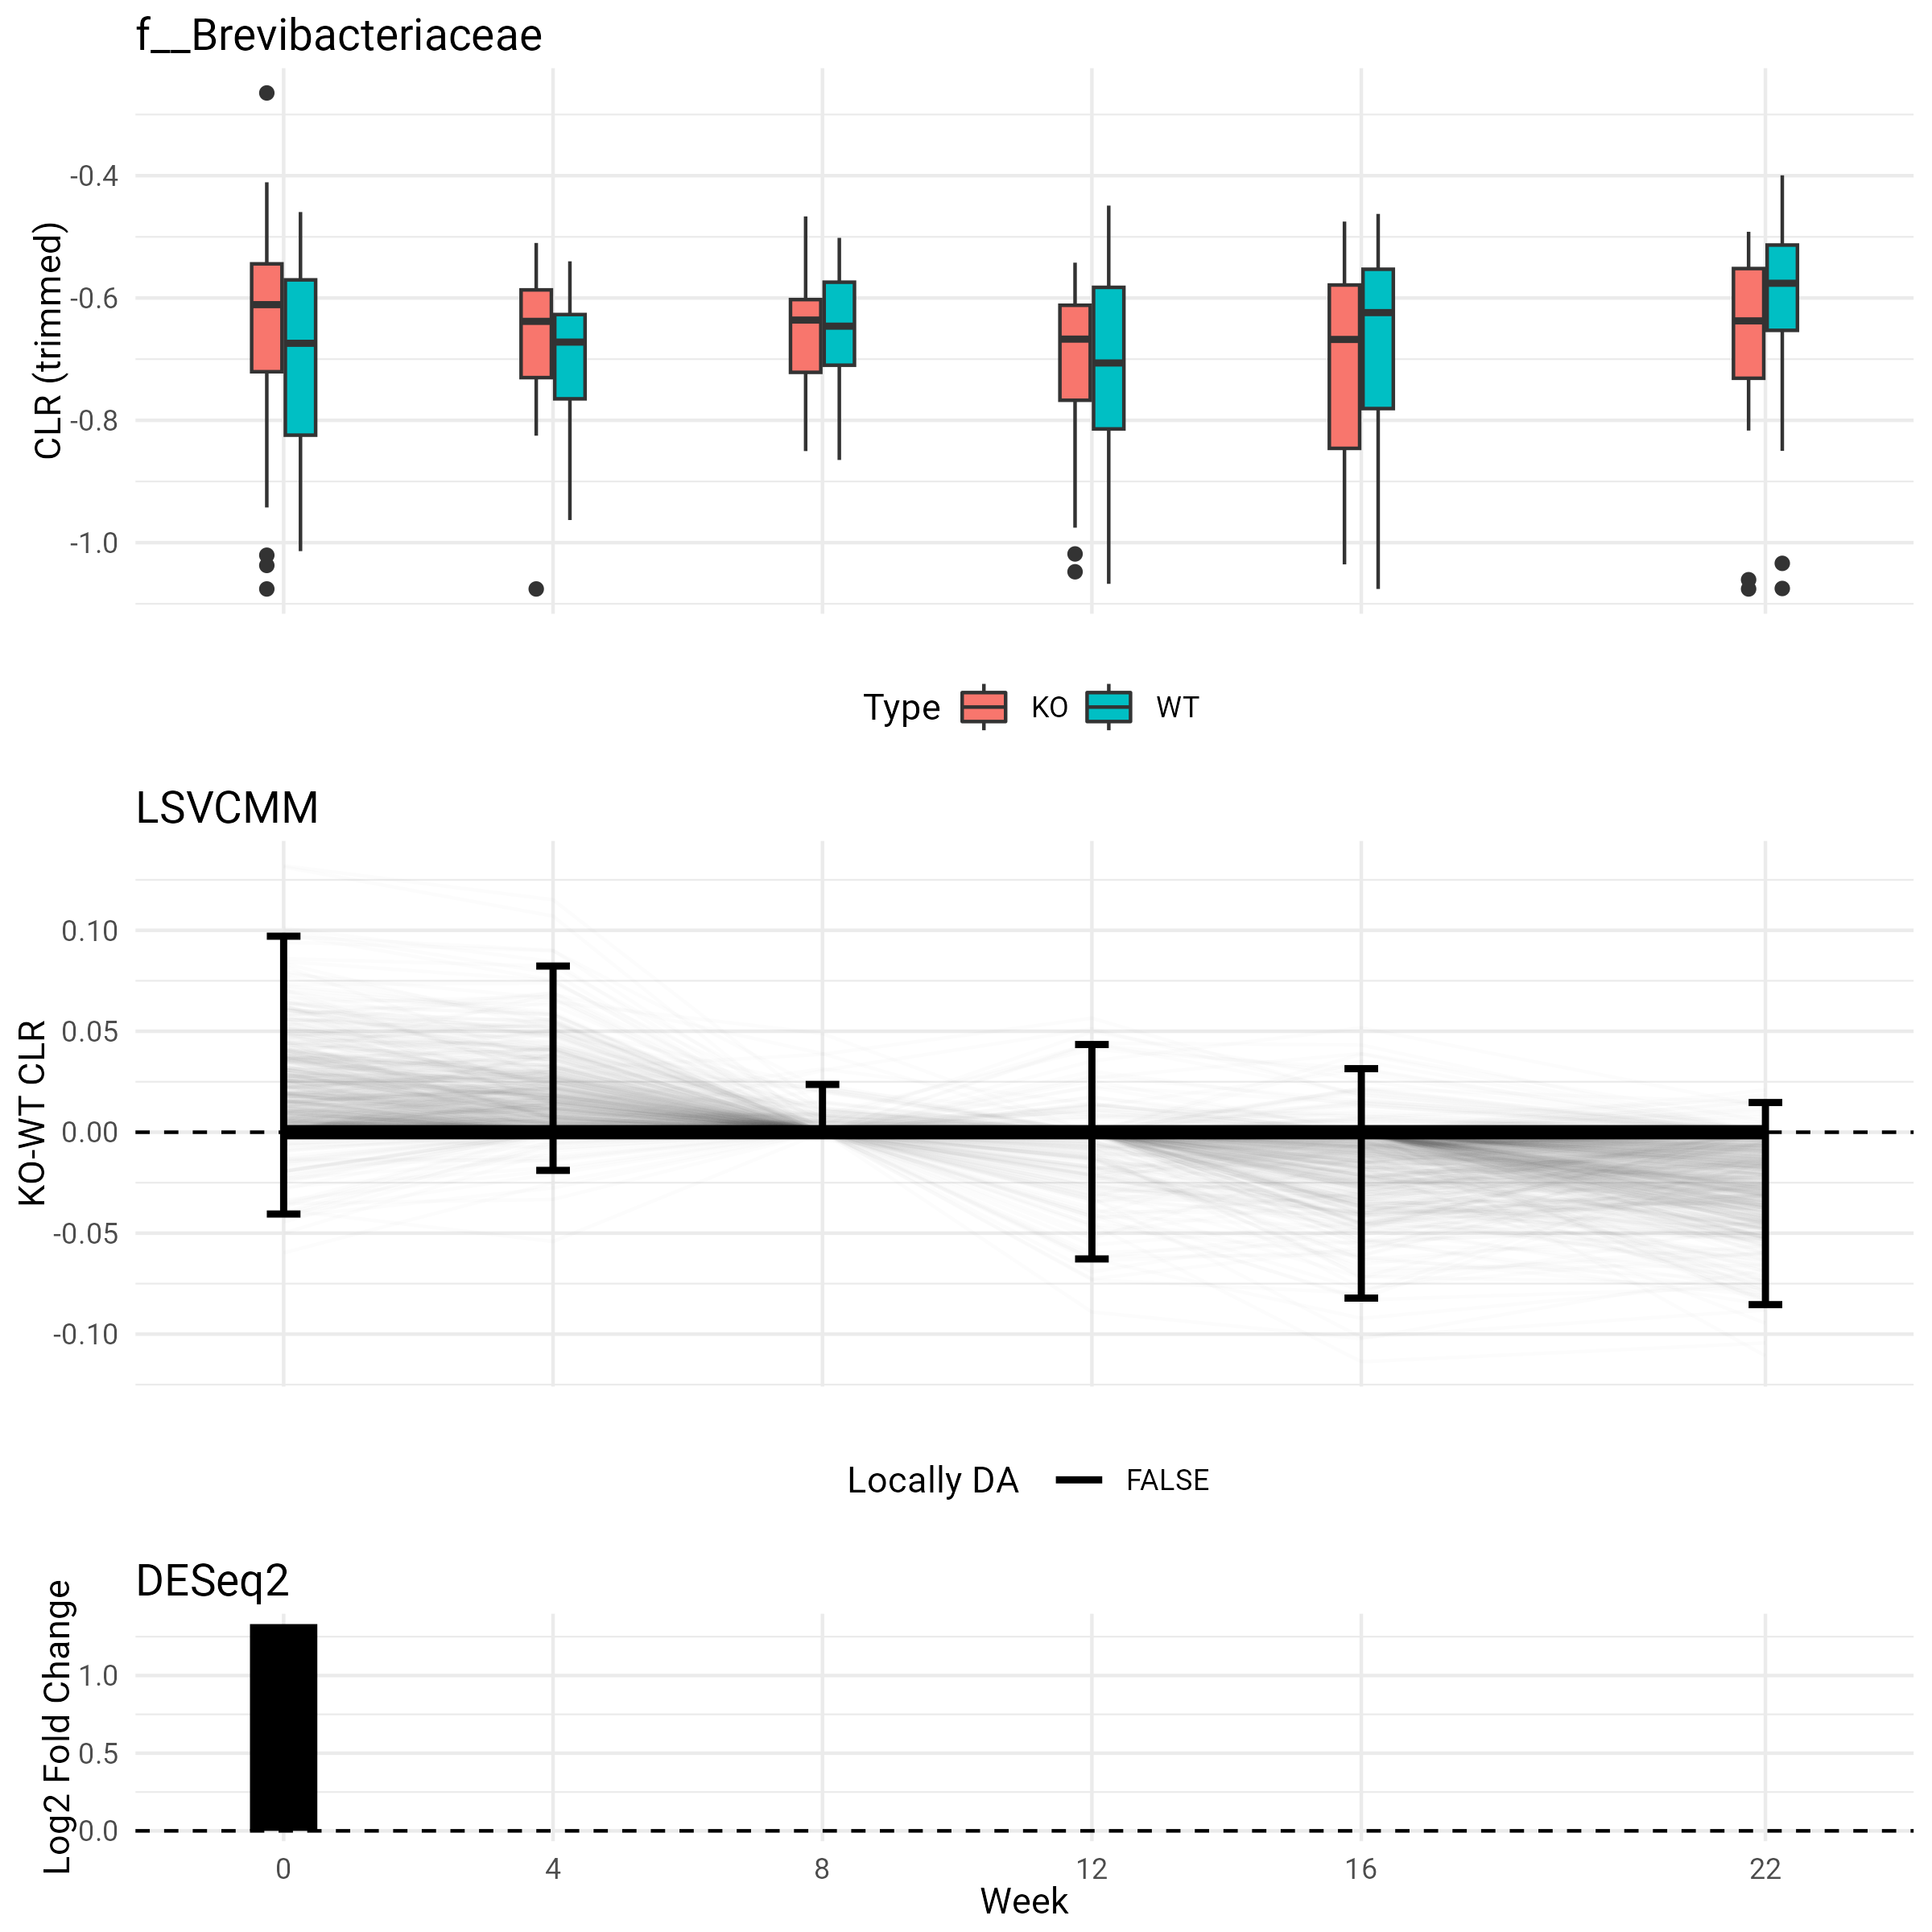 f__Brevibacteriaceae
CLR (trimmed)
-0.4
-0.6
-0.8
-1.0
Type KO WT
LSVCMM
KO-WT CLR
0.10
0.05
0.00
-0.05
-0.10
Locally DA FALSE
DESeq2
Log2 Fold Change
1.0
0.5
0.0
0 4 8 12 16 22
Week